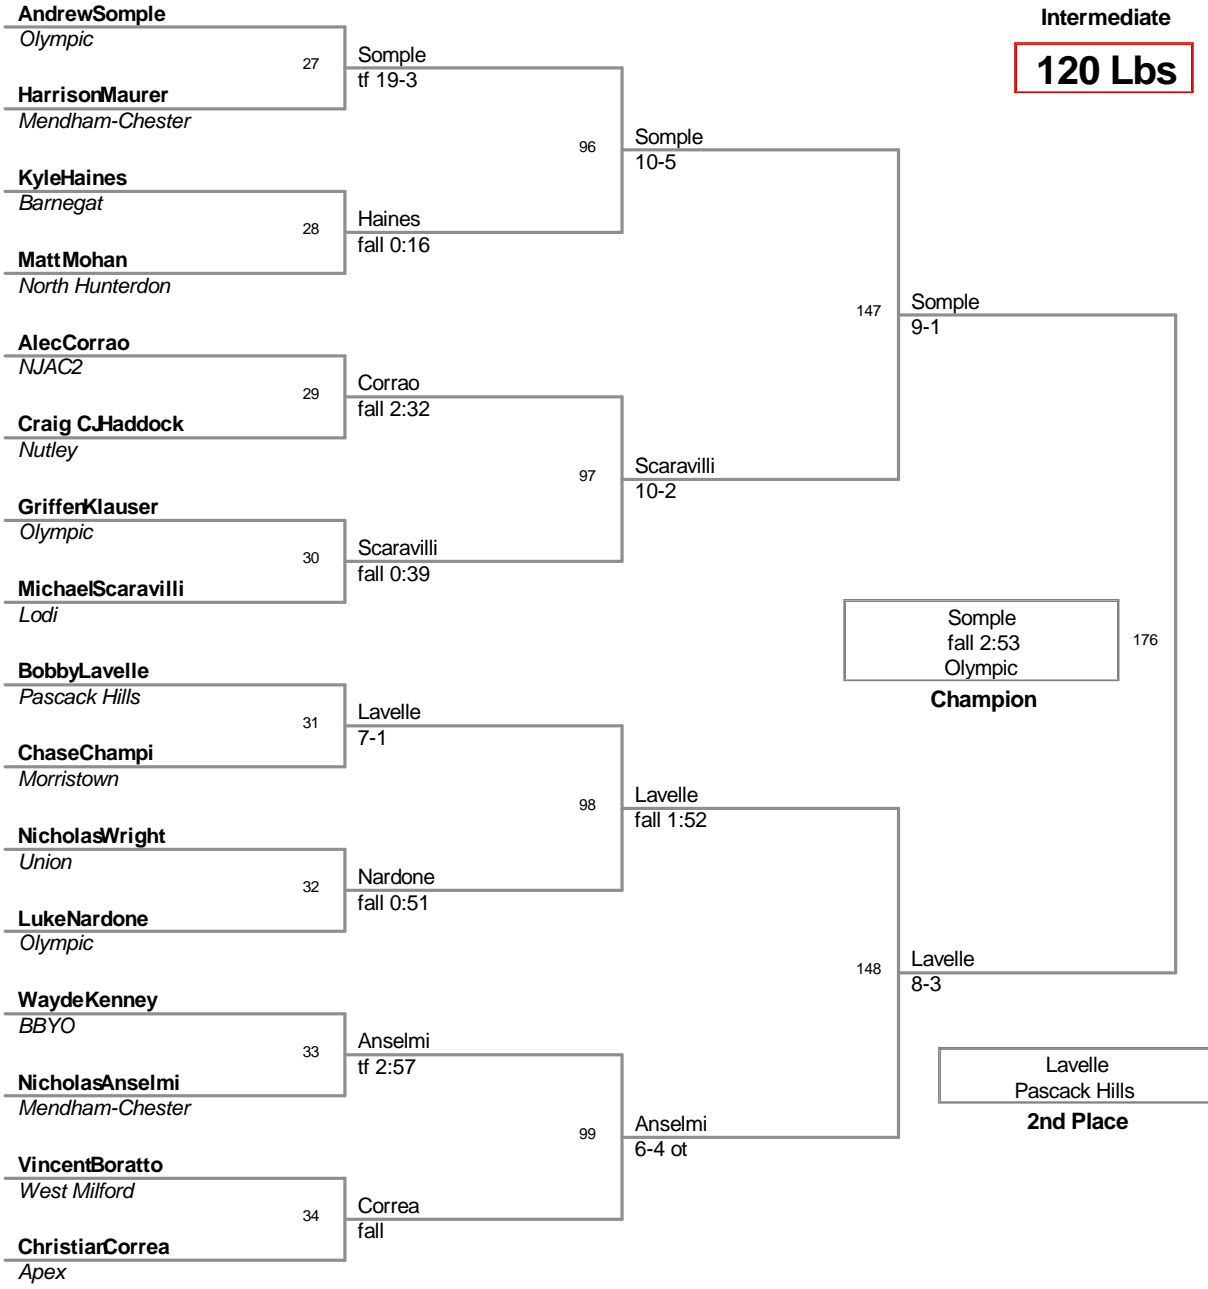 Intermediate
120 Lbs
AndrewSomple
Olympic
27
Somple
tf 19-3
HarrisonMaurer
Mendham-Chester
96
Somple
10-5
KyleHaines
Barnegat
28
Haines
fall 0:16
MattMohan
North Hunterdon
147
Somple
9-1
AlecCorrao
NJAC2
29
Corrao
fall 2:32
Craig CJHaddock
Nutley
97
Scaravilli
10-2
GriffenKlauser
Olympic
30
Scaravilli
fall 0:39
MichaelScaravilli
Lodi
Somple
fall 2:53
Olympic
176
Champion
BobbyLavelle
Pascack Hills
31
Lavelle
7-1
ChaseChampi
Morristown
98
Lavelle
fall 1:52
NicholasWright
Union
32
Nardone
fall 0:51
LukeNardone
Olympic
148
Lavelle
8-3
WaydeKenney
BBYO
33
Anselmi
tf 2:57
NicholasAnselmi
Mendham-Chester
Lavelle
Pascack Hills
2nd Place
99
Anselmi
6-4 ot
VincentBoratto
West Milford
34
Correa
fall
ChristianCorrea
Apex